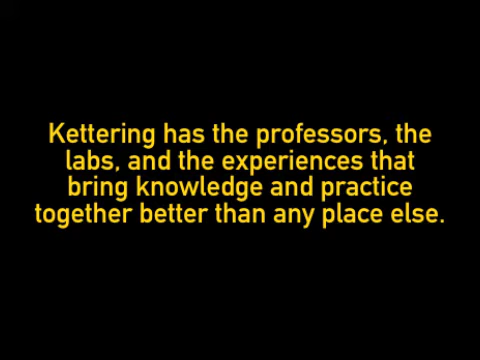 Kettering has the professors, the
labs, and the experiences that
bring knowledge and practice
together better than any place else.